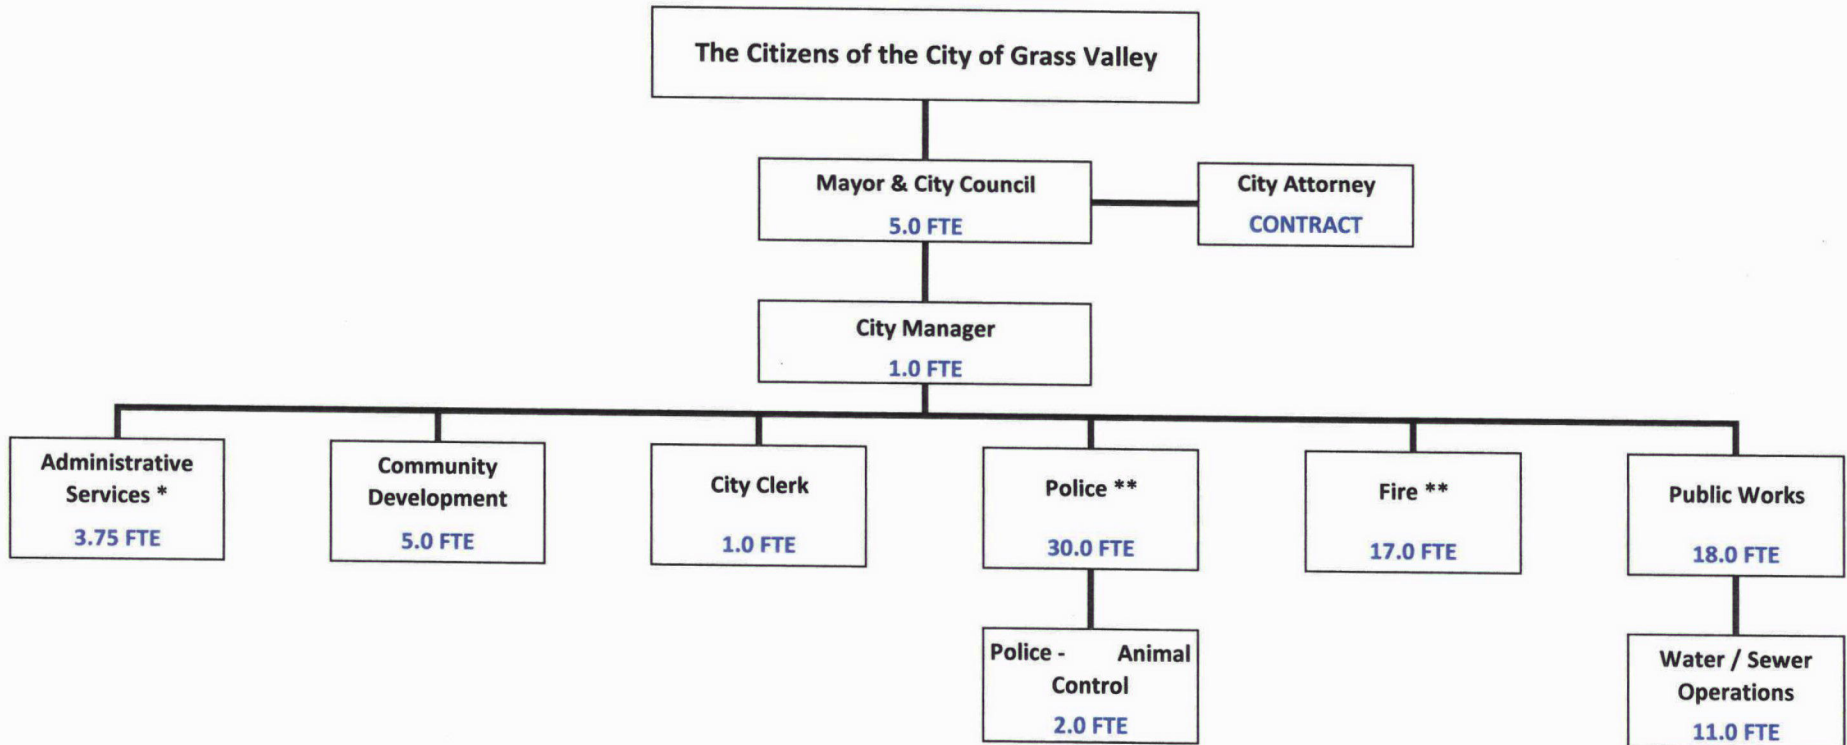 The Citizens of the City of Grass Valley
Mayor & City Council
5.0 FTE
City Attorney
CONTRACT
City Manager
1.0 FTE
Administrative
Services *
3.75 FTE
Community
Development
5.0 FTE
City Clerk
1.0 FTE
Police **
30.0 FTE
Fire **
17.0 FTE
Public Works
18.0 FTE
Police - Animal
Control
2.0 FTE
Water / Sewer
Operations
11.0 FTE